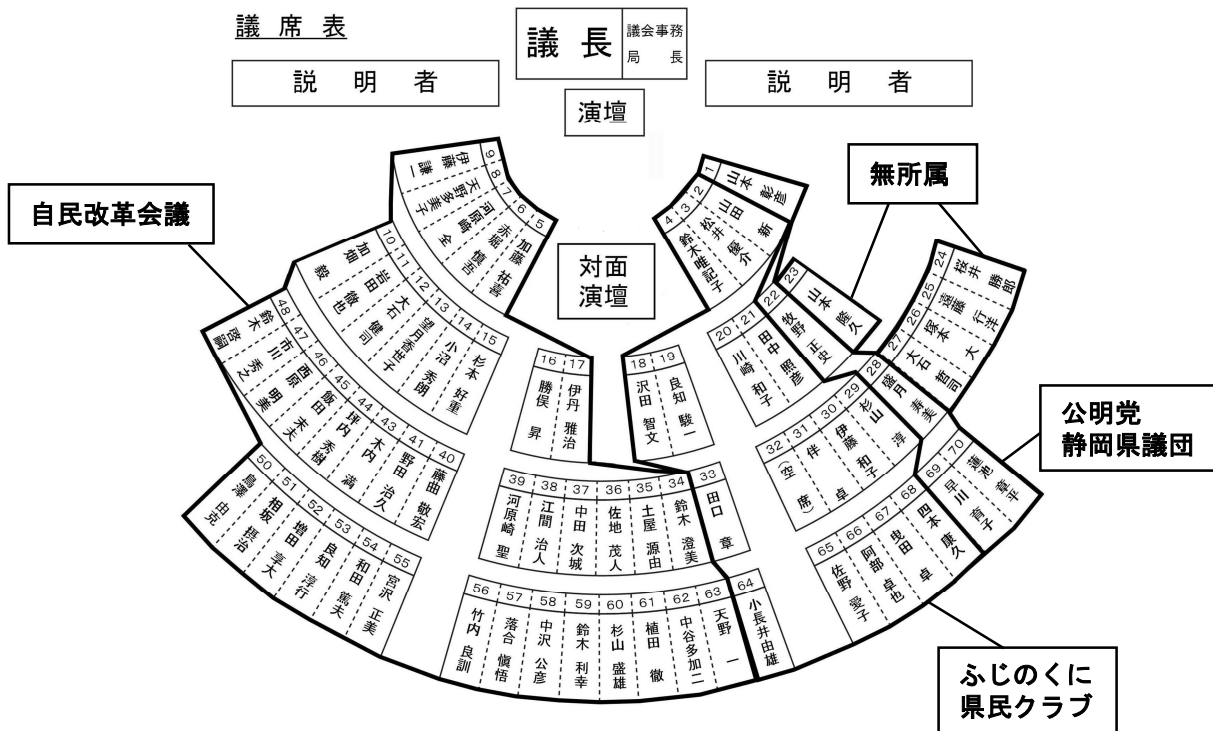 議席表
議長
議会事務
局長
説明者
説明者
演壇
対面
演壇
自民改革会議
無所属
公明党
静岡県議団
ふじのくに
県民クラブ
1 山本 彰彦
2 山田 新
3 松井 優介
4 鈴木唯記子
5 加藤 祐喜
6 赤堀 慎吾
7 河原崎 全
8 天野多美子
9 伊藤 謙一
10 加畑 毅
11 岩田 徹也
12 大石 健司
13 望月香世子
14 小沼 秀朗
15 杉本 好重
16 勝俣 昇
17 伊丹 雅治
18 沢田 智文
19 良知 駿一
20 川崎 和子
21 田中 照彦
22 牧野 正史
23 山本 隆久
24 桜井 勝郎
25 遠藤 行洋
26 塚本 大
27 大石 哲司
28 盛月 寿美
29 杉山 淳
30 伊藤 和子
31 伴 卓
32 (空席)
33 田口 章
34 鈴木 澄美
35 土屋 源由
36 佐地 茂人
37 中田 次城
38 江間 治人
39 河原崎 聖
40 藤曲 敬宏
41 野田 治久
43 木内 満
44 坪内 秀樹
45 飯田 末夫
46 西原 明美
47 市川 秀之
48 鈴木 啓嗣
50 鳥澤 由克
51 相坂 摂治
52 増田 享大
53 良知 淳行
54 和田 篤夫
55 宮沢 正美
56 竹内 良訓
57 落合 愼悟
58 中沢 公彦
59 鈴木 利幸
60 杉山 盛雄
61 植田 徹
62 中谷多加二
63 天野 一
64 小長井由雄
65 佐野 愛子
66 阿部 卓也
67 曳田 卓
68 四本 康久
69 早川 育子
70 蓮池 章平